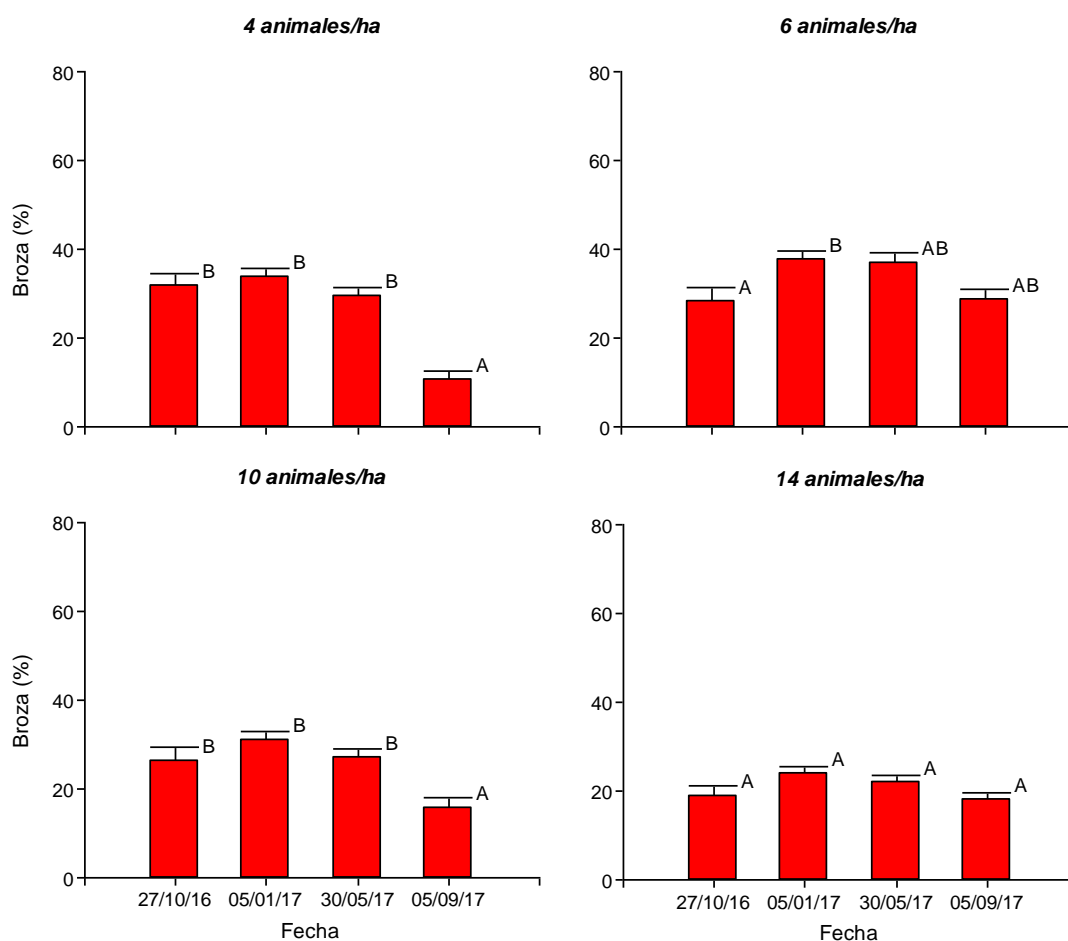 4 animales/ha
80
60
40
20
0
Broza (%)
B
B
B
A
6 animales/ha
80
60
40
20
0
A
B
AB
AB
10 animales/ha
80
60
40
20
0
Broza (%)
B
B
B
A
27/10/16 05/01/17 30/05/17 05/09/17
Fecha
14 animales/ha
80
60
40
20
0
A
A
A
A
27/10/16 05/01/17 30/05/17 05/09/17
Fecha